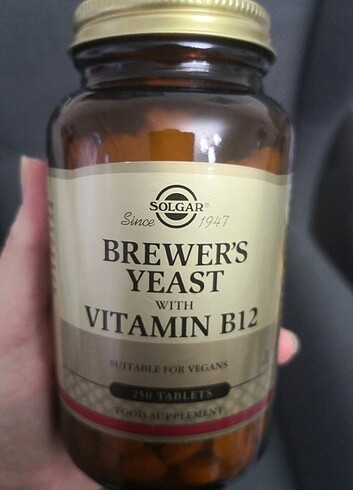 SOLGAR®
Since 1947
BREWER'S
YEAST
WITH
VITAMIN B12
SUITABLE FOR VEGANS
250 TABLETS
FOOD SUPPLEMENT